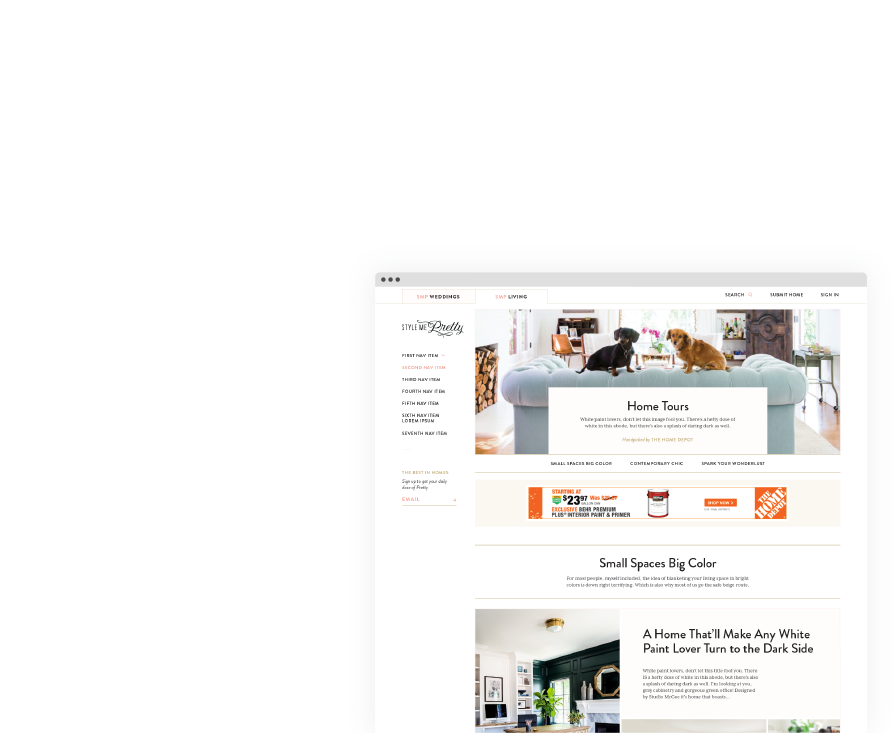 SMP WEDDINGS
SMP LIVING
SEARCH
SUBMIT HOME
SIGN IN
STYLE ME Pretty
FIRST NAV ITEM
SECOND NAV ITEM
THIRD NAV ITEM
FOURTH NAV ITEM
FIFTH NAV ITEM
SIXTH NAV ITEM
LOREM IPSUM
SEVENTH NAV ITEM
THE BEST IN HOMES
Sign up to get your daily
dose of Pretty
EMAIL
Home Tours
White paint lovers, don't let this image fool you. There's a hefty dose of
white in this abode, but there's also a splash of daring dark as well.
Handpicked by THE HOME DEPOT
SMALL SPACES BIG COLOR
CONTEMPORARY CHIC
SPARK YOUR WONDERLUST
STARTING AT
$23.97 Was
EXCLUSIVE BEHR PREMIUM
PLUS® INTERIOR PAINT & PRIMER
SHOP NOW >
THE HOME DEPOT
Small Spaces Big Color
For most people, myself included, the idea of blanketing your living space in bright
colors is down right terrifying. Which is also why most of us go the safe beige route.
A Home That'll Make Any White
Paint Lover Turn to the Dark Side
White paint lovers, don't let this little fool you. There
is a hefty dose of white in this abode, but there's also
a splash of daring dark as well. I'm looking at you,
gray cabinetry and gorgeous green office! Designed
by Studio McGee it's home that boasts...